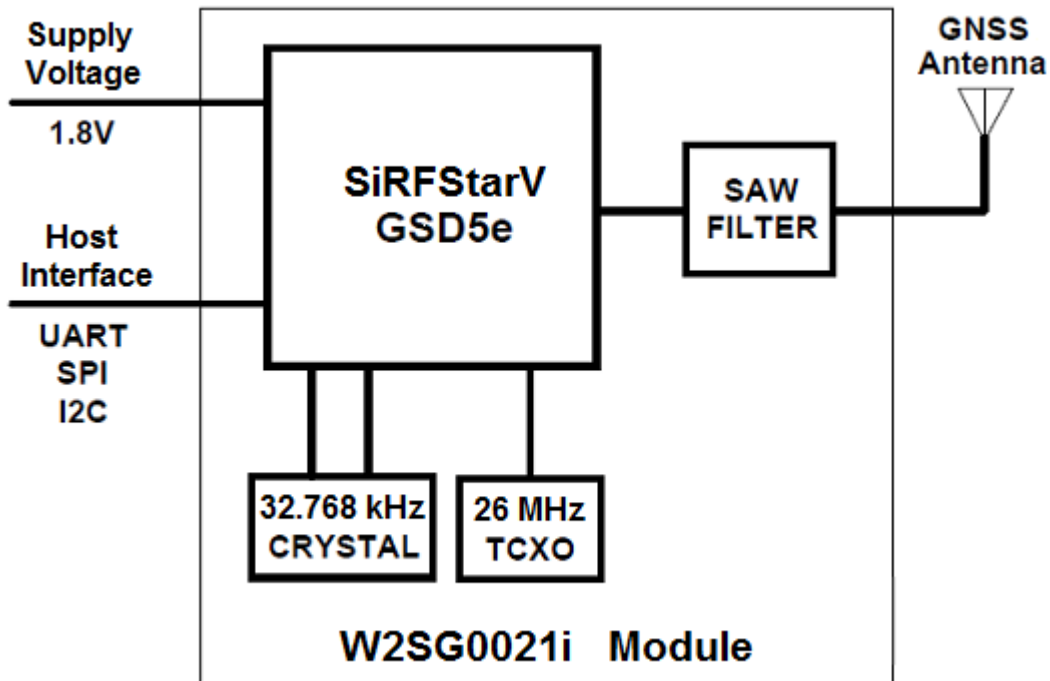 Supply
Voltage
1.8V
Host
Interface
UART
SPI
I2C
SiRFStarV
GSD5e
SAW
FILTER
GNSS
Antenna
32.768 kHz
CRYSTAL
26 MHz
TCXO
W2SG0021i Module